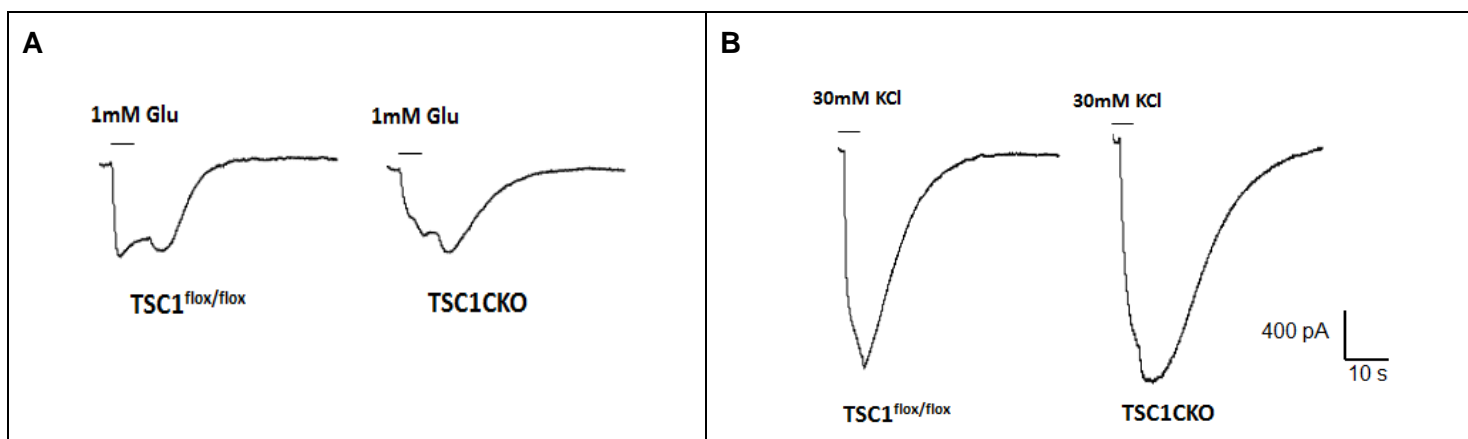 A
1mM Glu
1mM Glu
TSC1flox/flox
TSC1CKO
B
30mM KCl
30mM KCl
400 pA
10 s
TSC1flox/flox
TSC1CKO